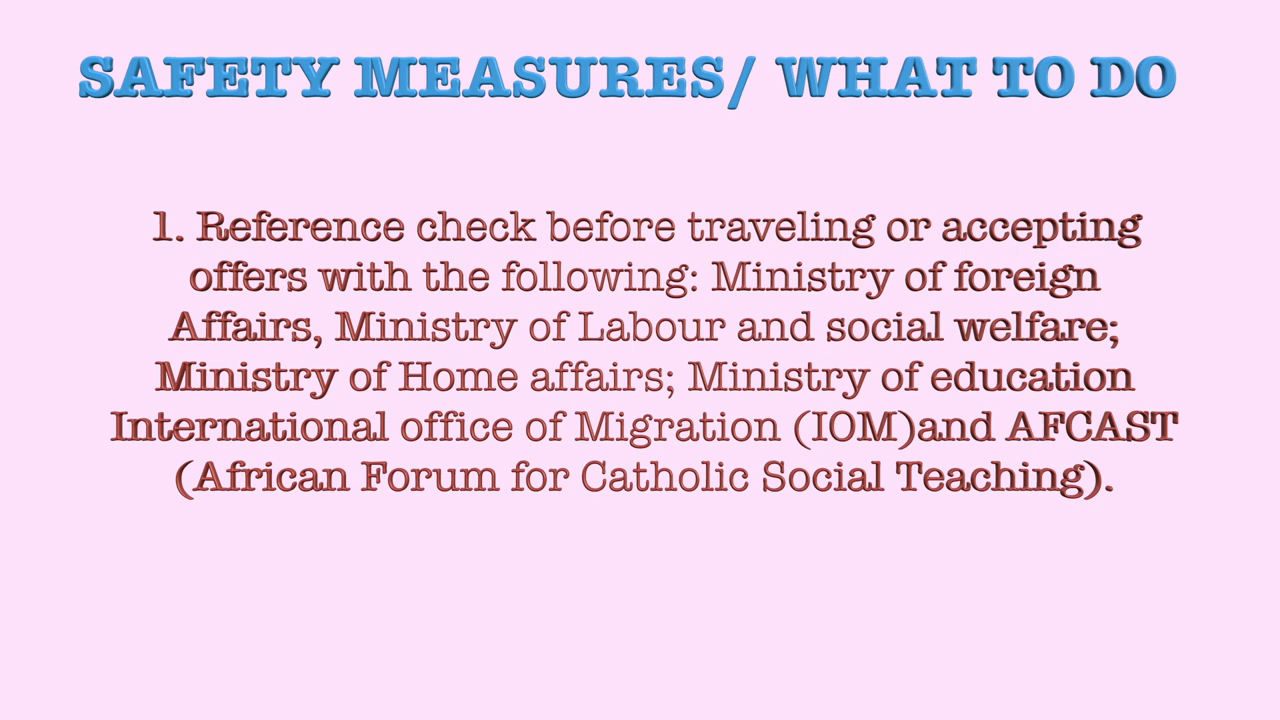 SAFETY MEASURES/ WHAT TO DO
1. Reference check before traveling or accepting
offers with the following: Ministry of foreign
Affairs, Ministry of Labour and social welfare;
Ministry of Home affairs; Ministry of education
International office of Migration (IOM)and AFCAST
(African Forum for Catholic Social Teaching).